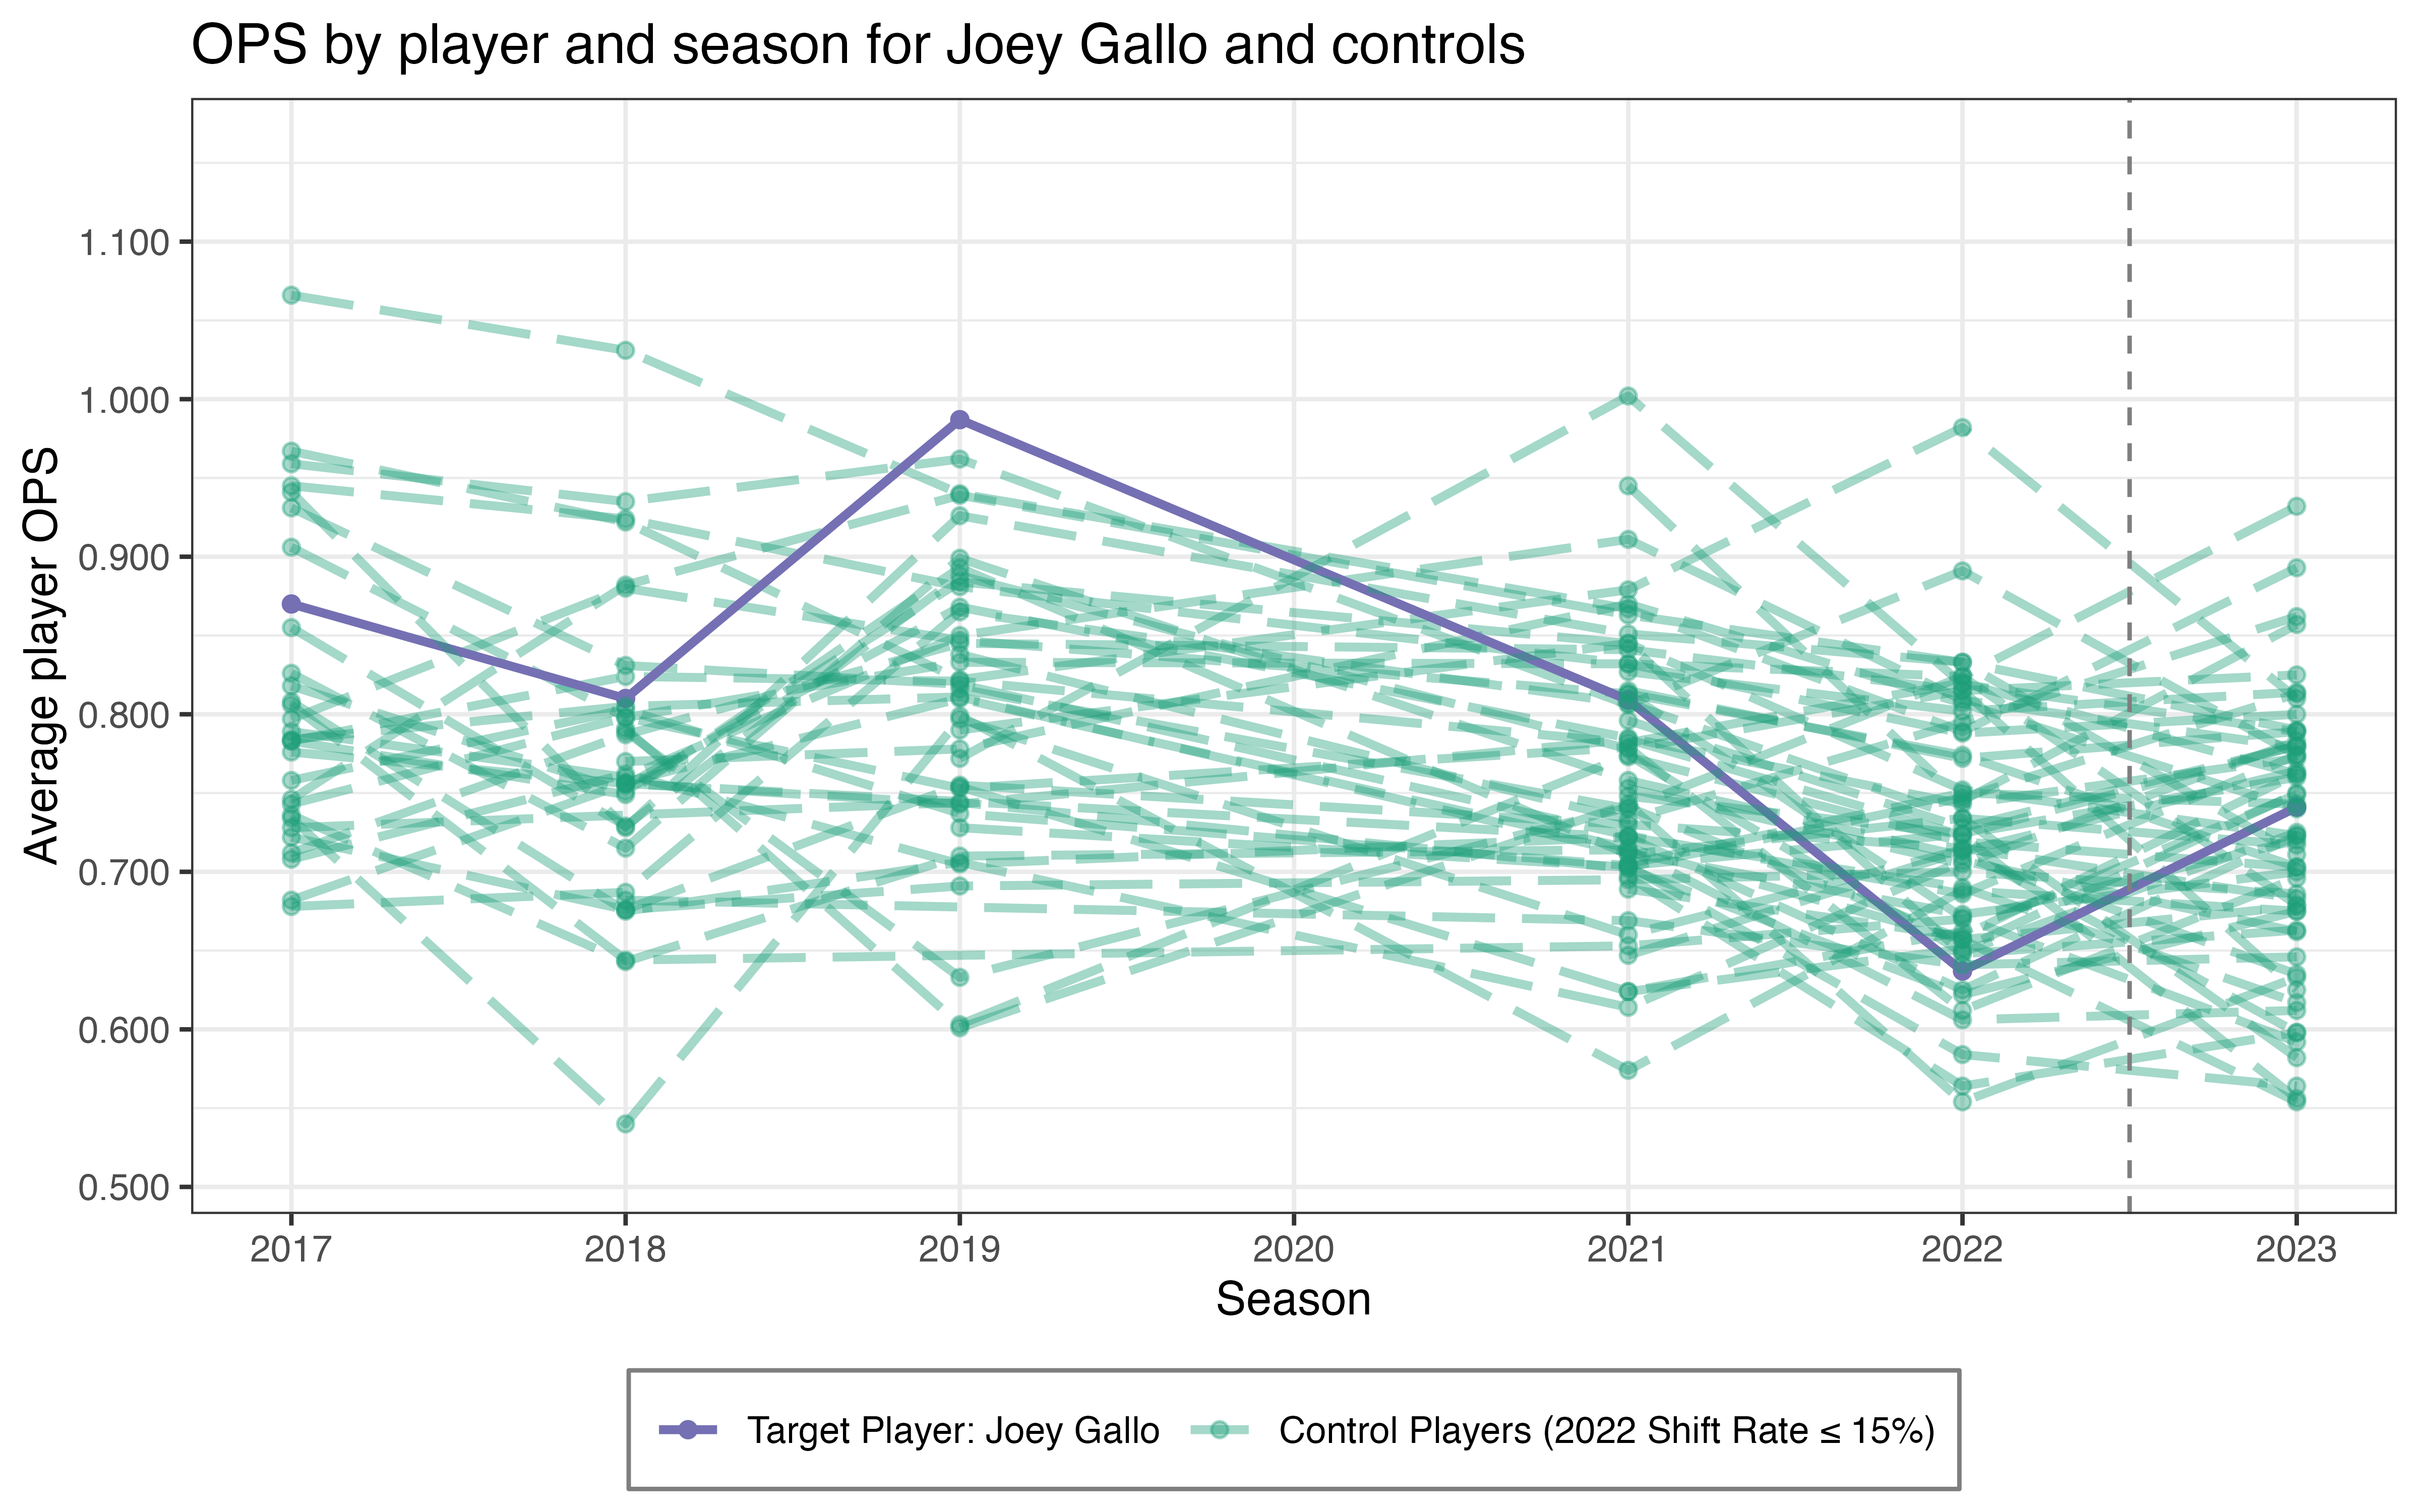 OPS by player and season for Joey Gallo and controls
Average player OPS
1.100
1.000
0.900
0.800
0.700
0.600
0.500
2017 2018 2019 2020 2021 2022 2023
Season
Target Player: Joey Gallo Control Players (2022 Shift Rate ≤ 15%)